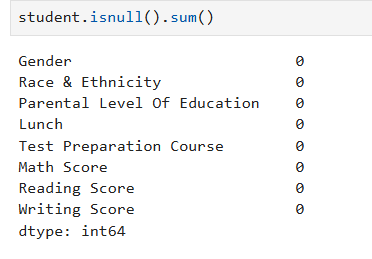 student.isnull().sum()
Gender 0
Race & Ethnicity 0
Parental Level Of Education 0
Lunch 0
Test Preparation Course 0
Math Score 0
Reading Score 0
Writing Score 0
dtype: int64